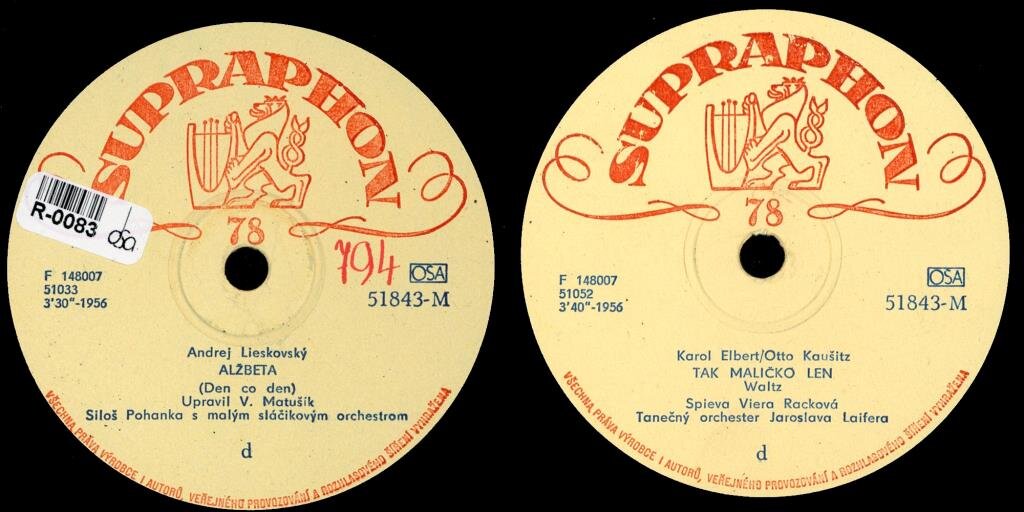 SUPRAPHON
78
R-0083
osa
794
F 148007
51033
3'30"-1956
OSA
51843-M
Andrej Lieskovský
ALŽBETA
(Den co den)
Upravil V. Matušík
Siloš Pohanka s malým sláčikovým orchestrom
d
VŠECHNA PRÁVA VÝROBCE I AUTORŮ, VEŘEJNÉHO PROVOZOVÁNÍ A ROZHLASOVÉHO ŠÍŘENÍ VYHRAŽENA
SUPRAPHON
78
F 148007
51052
3'40"-1956
OSA
51843-M
Karol Elbert/Otto Kaušitz
TAK MALIČKO LEN
Waltz
Spieva Viera Racková
Tanečný orchester Jaroslava Laifera
d
VŠECHNA PRÁVA VÝROBCE I AUTORŮ, VEŘEJNÉHO PROVOZOVÁNÍ A ROZHLASOVÉHO ŠÍŘENÍ VYHRAŽENA